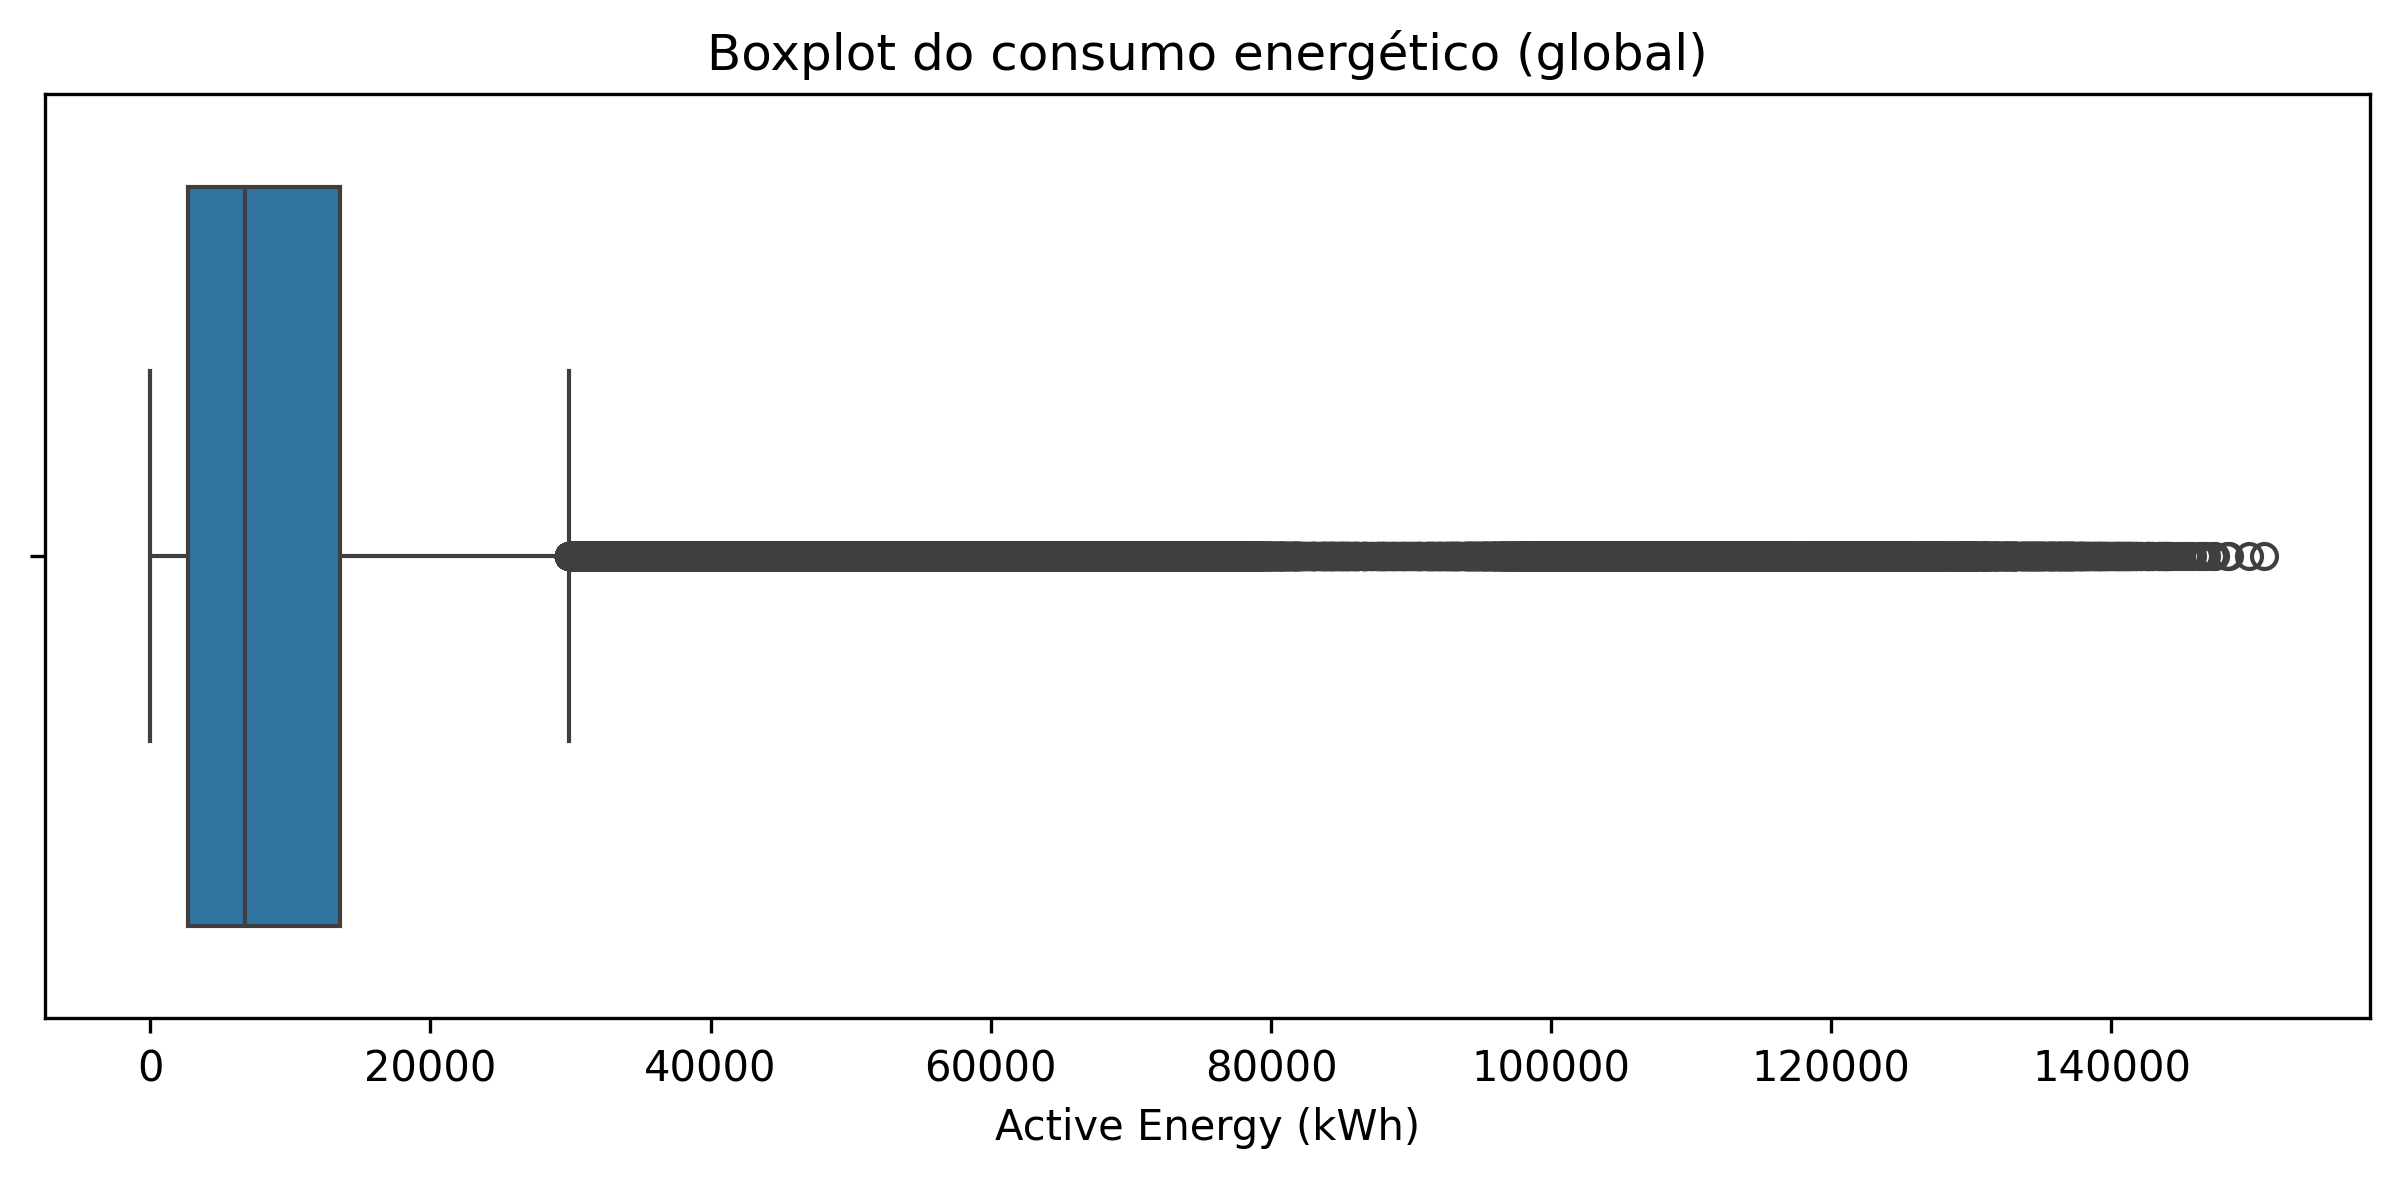 Boxplot do consumo energético (global)
0 20000 40000 60000 80000 100000 120000 140000
Active Energy (kWh)